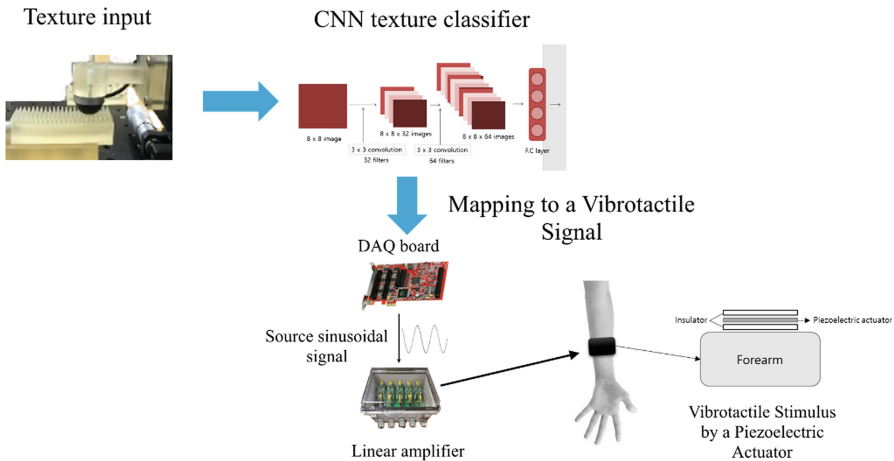 Texture input
CNN texture classifier
8 x 8 image
8 x 8 x 32 images
8 x 8 x 64 images
F.C layer
3 x 3 convolution
32 filters
3 x 3 convolution
64 filters
Mapping to a Vibrotactile
Signal
DAQ board
Source sinusoidal
signal
Linear amplifier
Insulator
Piezoelectric actuator
Forearm
Vibrotactile Stimulus
by a Piezoelectric
Actuator